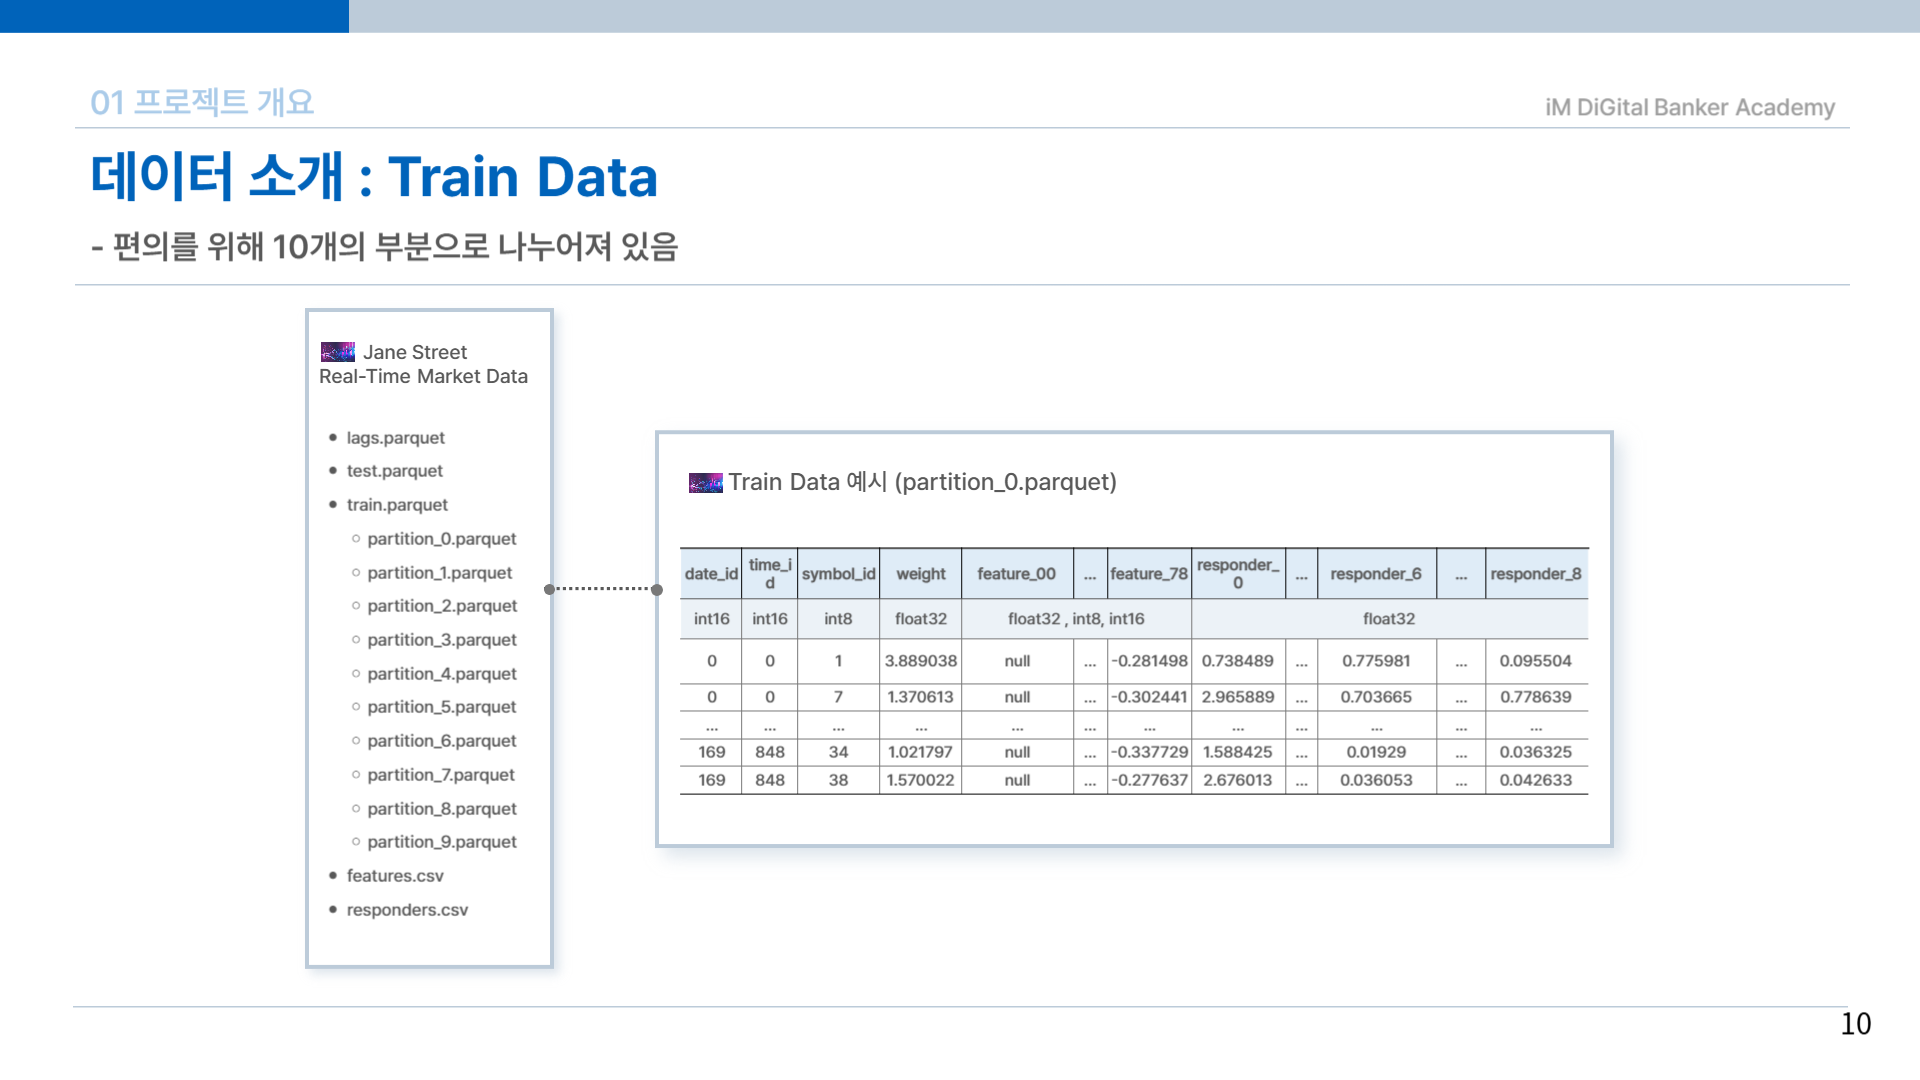 01 프로젝트 개요
iM DiGital Banker Academy
데이터 소개 : Train Data
- 편의를 위해 10개의 부분으로 나누어져 있음
Jane Street
Real-Time Market Data
• lags.parquet
• test.parquet
• train.parquet
○ partition_0.parquet
○ partition_1.parquet
○ partition_2.parquet
○ partition_3.parquet
○ partition_4.parquet
○ partition_5.parquet
○ partition_6.parquet
○ partition_7.parquet
○ partition_8.parquet
○ partition_9.parquet
• features.csv
• responders.csv
Train Data 예시 (partition_0.parquet)
date_id time_id symbol_id weight feature_00 ... feature_78 responder_0 ... responder_6 ... responder_8
int16 int16 int8 float32 float32 , int8, int16 float32
0 0 1 3.889038 null ... -0.281498 0.738489 ... 0.775981 ... 0.095504
0 0 7 1.370613 null ... -0.302441 2.965889 ... 0.703665 ... 0.778639
... ... ... ... ... ... ... ... ... ... ... ...
169 848 34 1.021797 null ... -0.337729 1.588425 ... 0.01929 ... 0.036325
169 848 38 1.570022 null ... -0.277637 2.676013 ... 0.036053 ... 0.042633
10